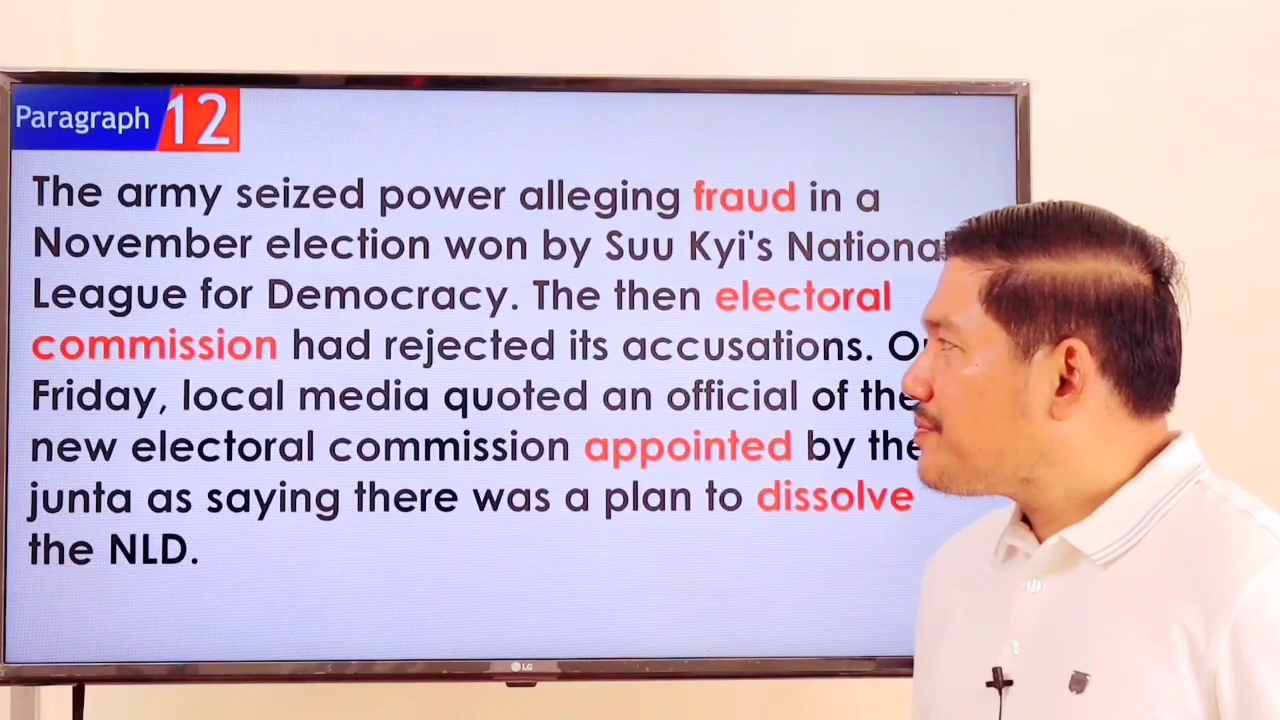 Paragraph 12
The army seized power alleging fraud in a
November election won by Suu Kyi's National
League for Democracy. The then electoral
commission had rejected its accusations. On
Friday, local media quoted an official of the
new electoral commission appointed by the
junta as saying there was a plan to dissolve
the NLD.
LG